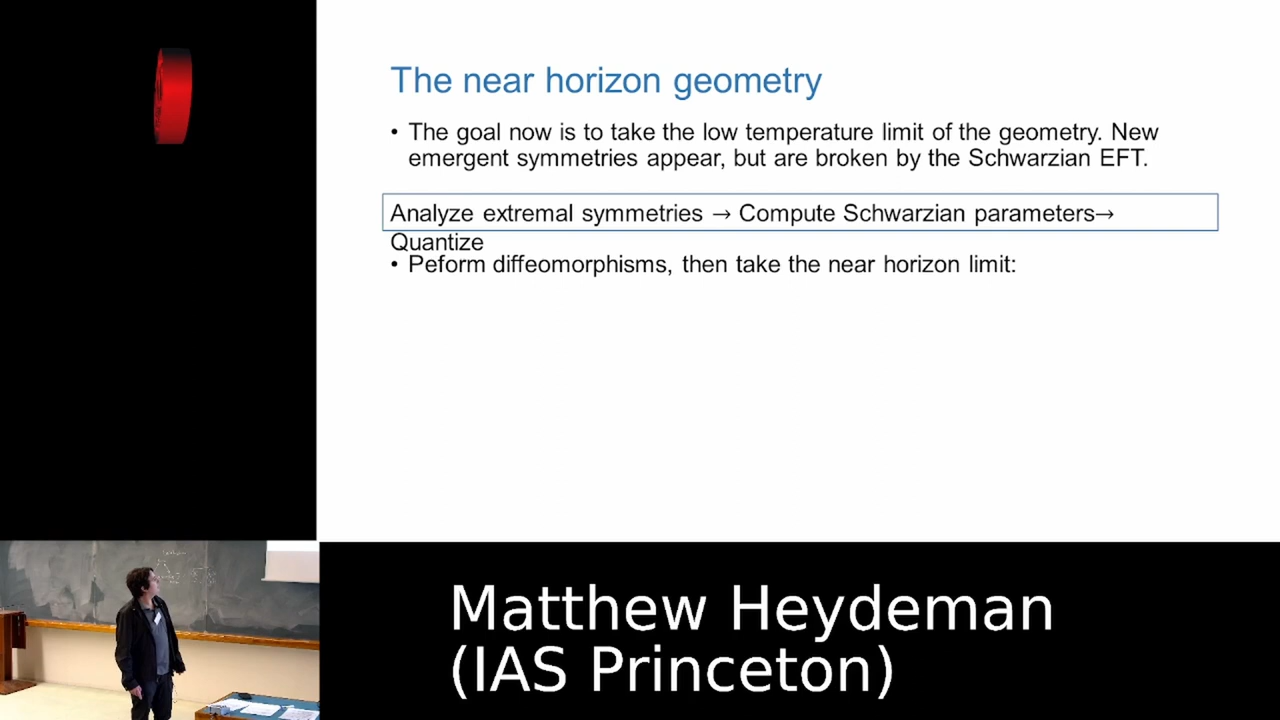 The near horizon geometry
• The goal now is to take the low temperature limit of the geometry. New
emergent symmetries appear, but are broken by the Schwarzian EFT.
Analyze extremal symmetries → Compute Schwarzian parameters→
Quantize
• Peform diffeomorphisms, then take the near horizon limit:
Matthew Heydeman
(IAS Princeton)